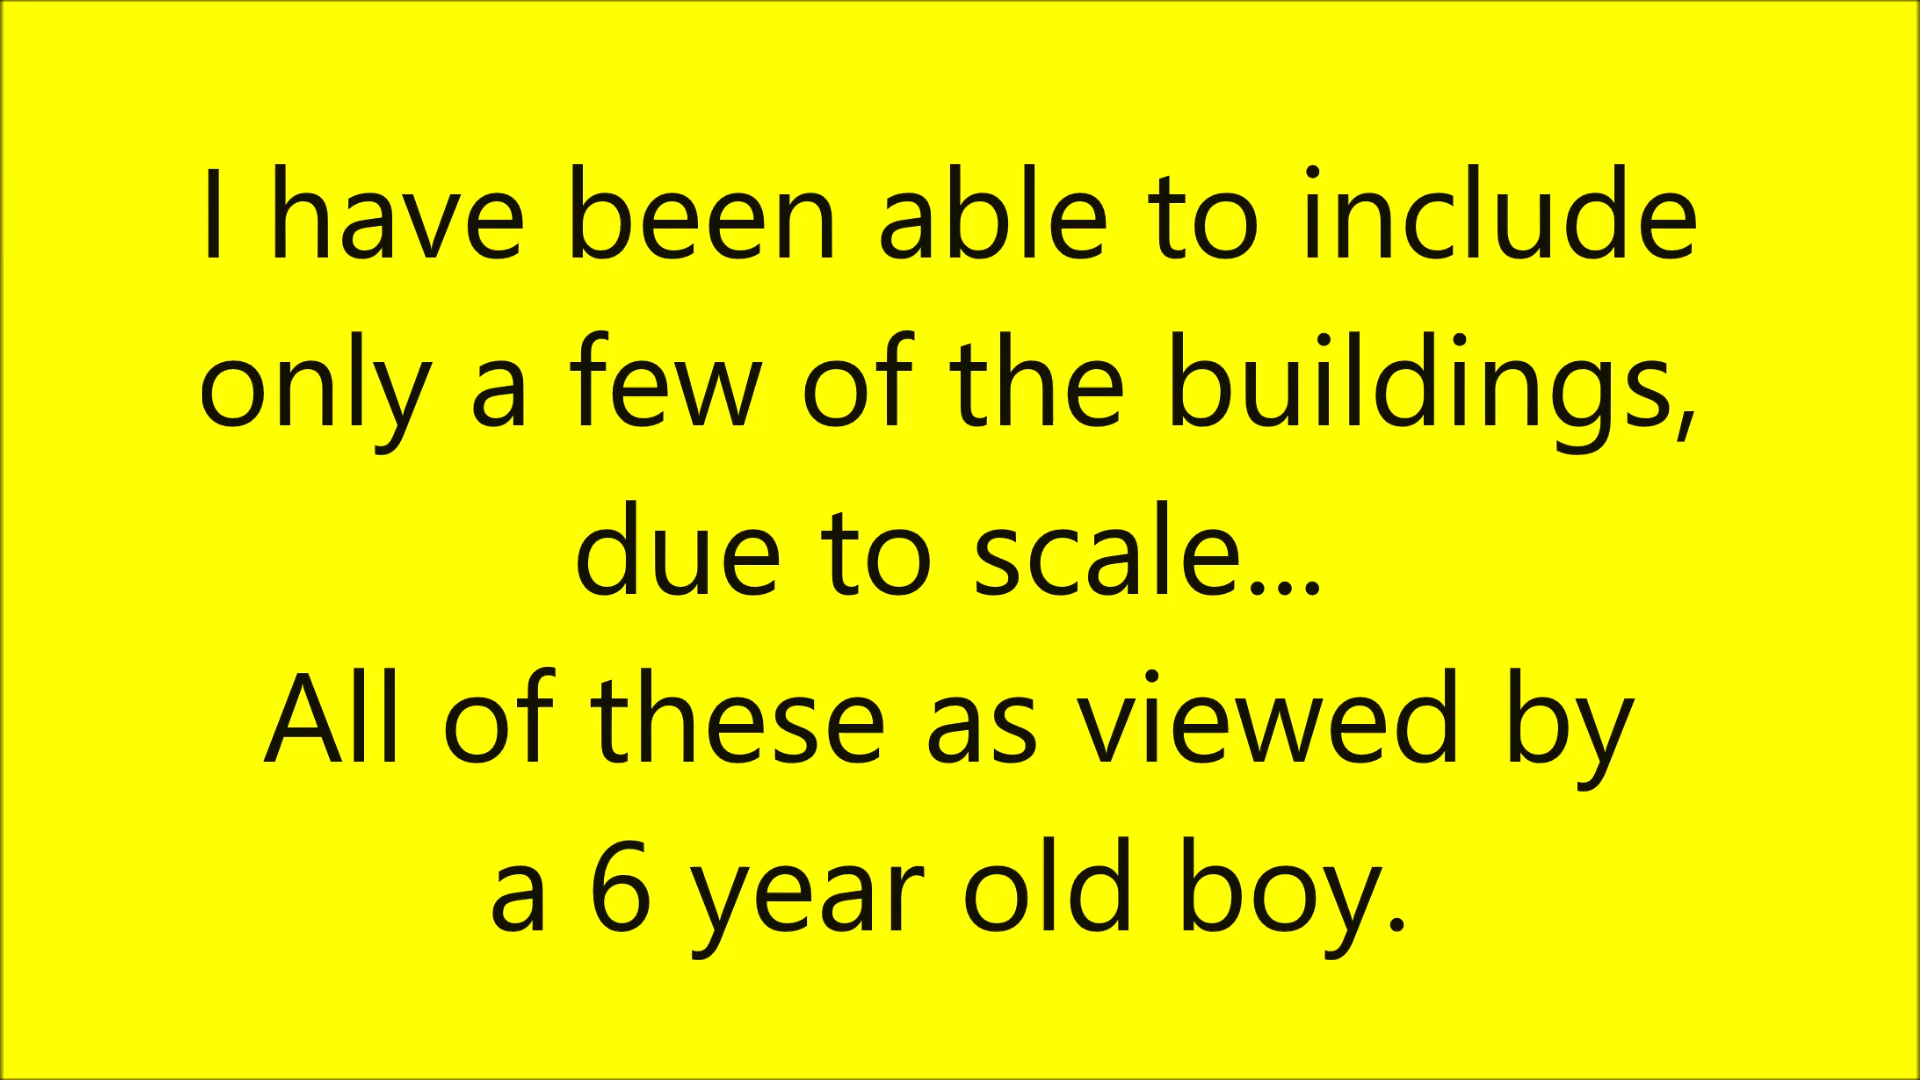 I have been able to include
only a few of the buildings,
due to scale...
All of these as viewed by
a 6 year old boy.